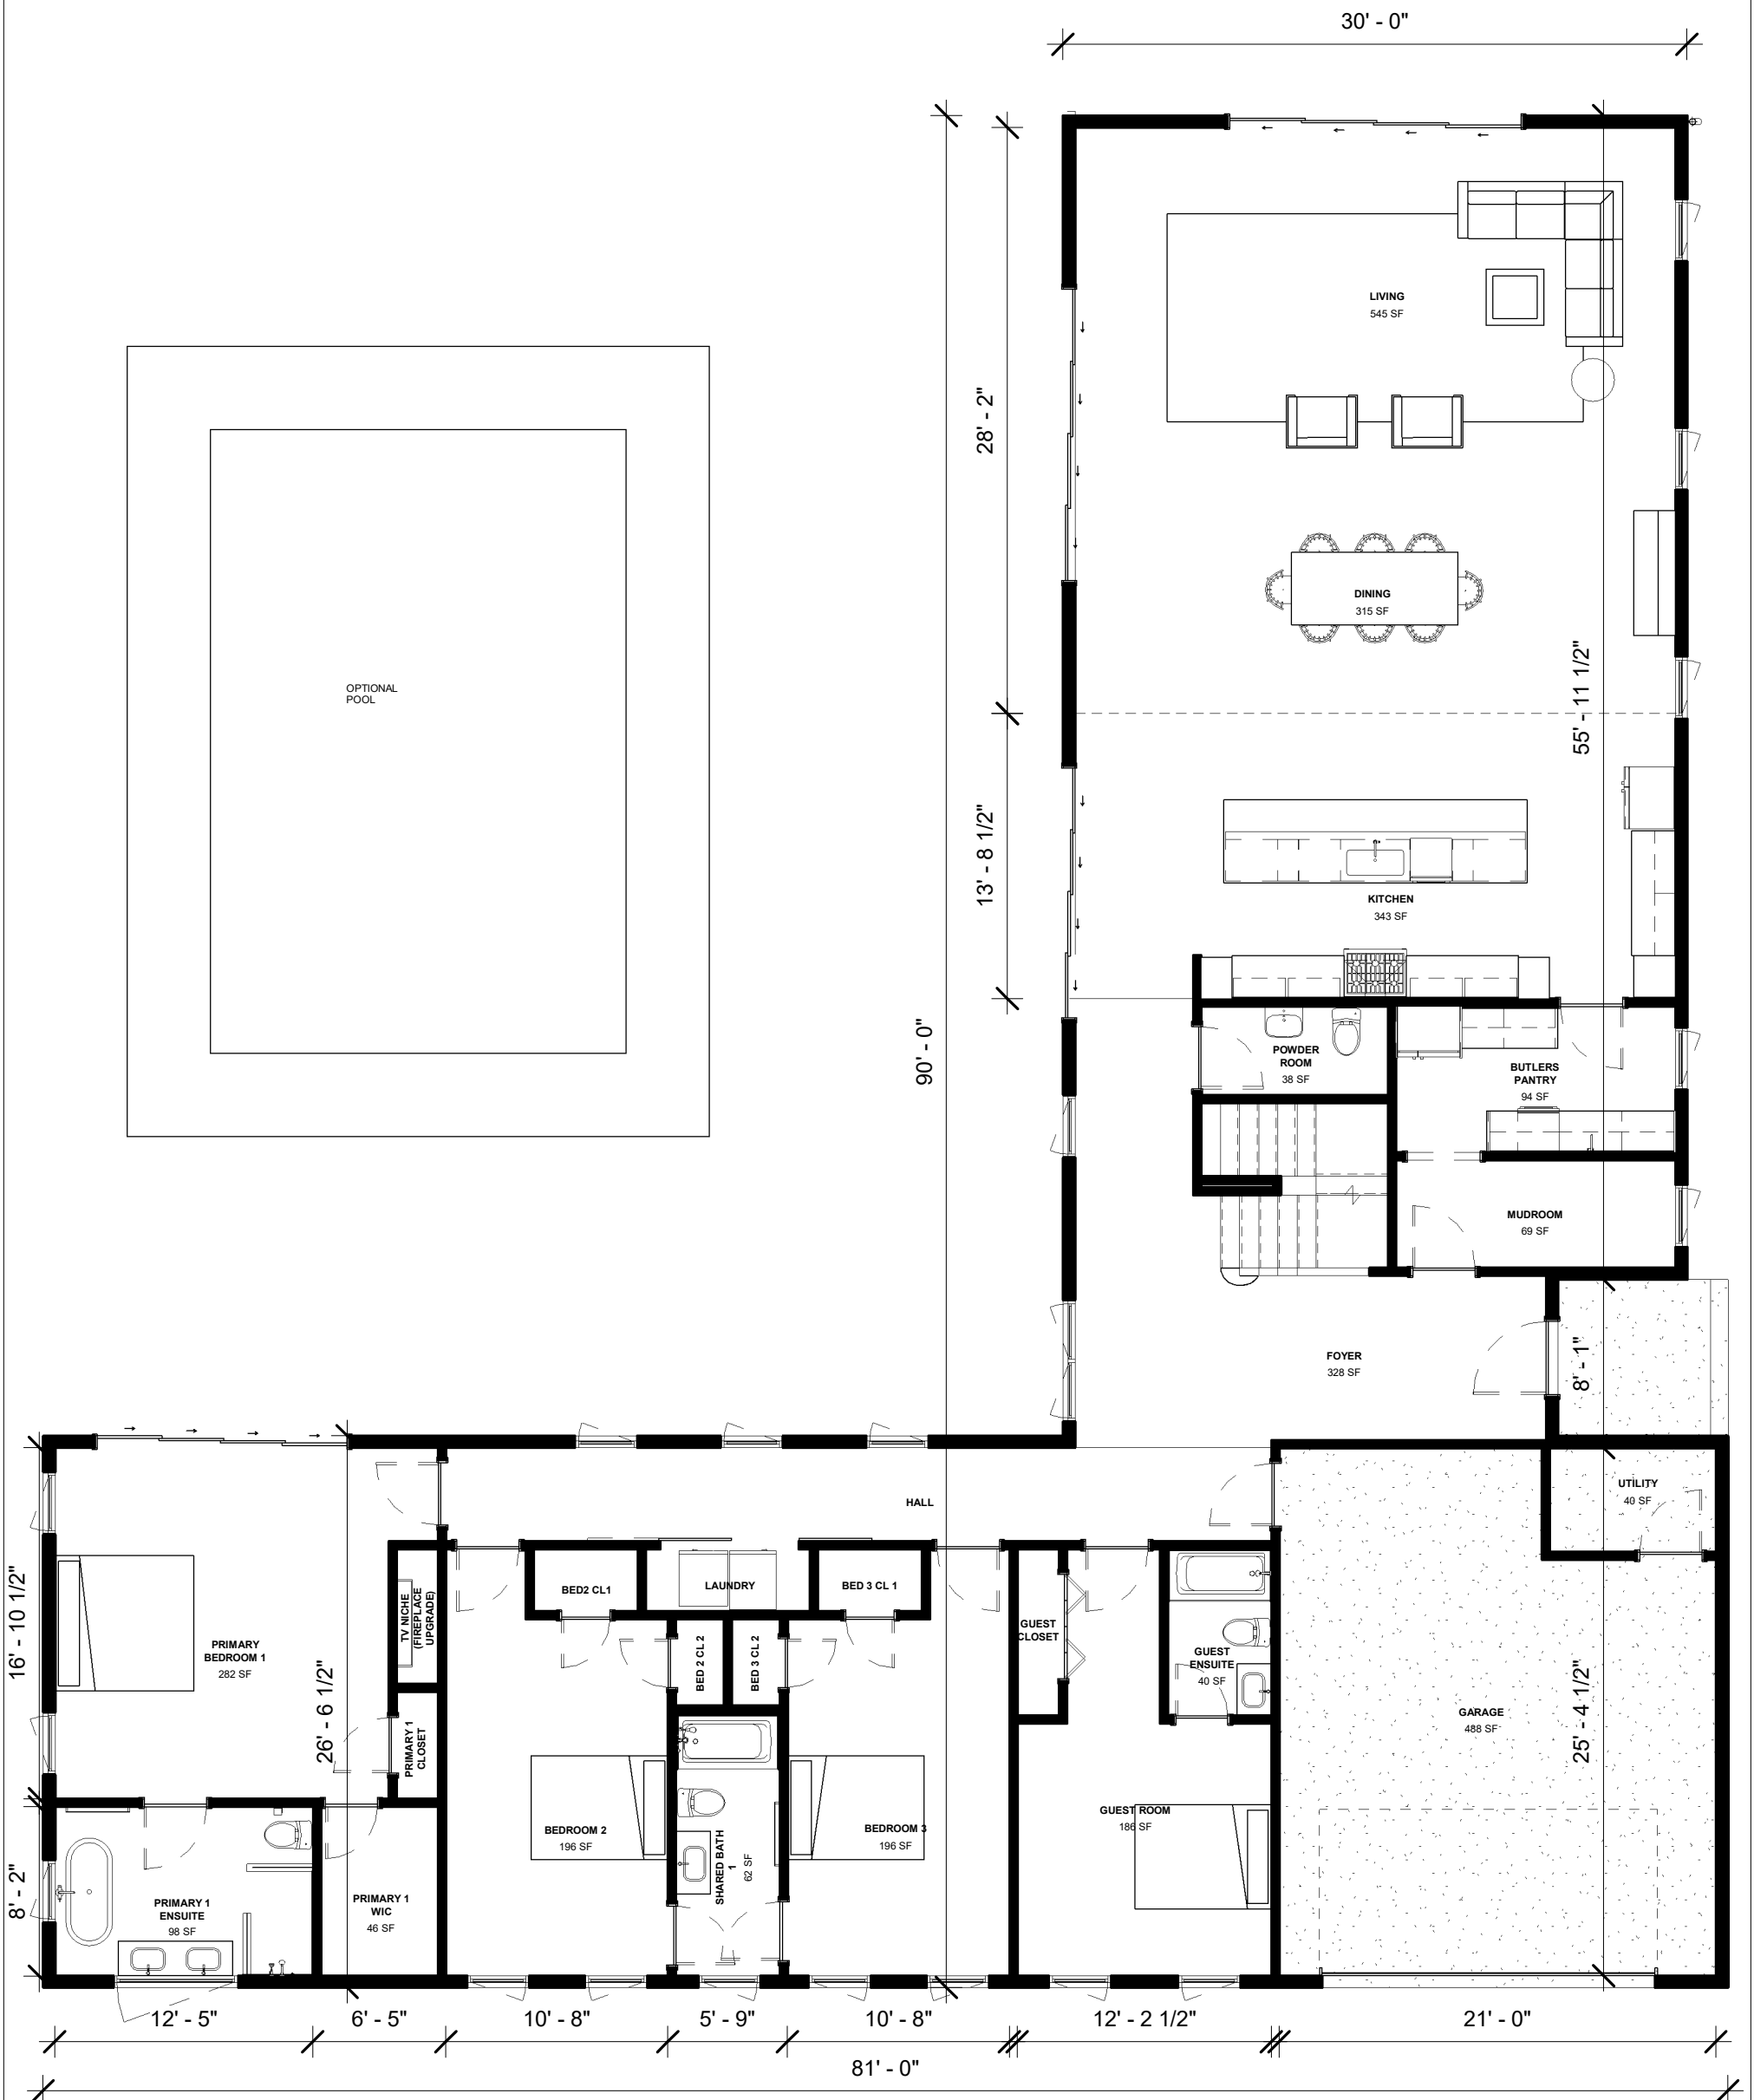 30' - 0"
LIVING
545 SF
28' - 2"
DINING
315 SF
OPTIONAL
POOL
55' - 11 1/2"
13' - 8 1/2"
KITCHEN
343 SF
90' - 0"
POWDER
ROOM
38 SF
BUTLERS
PANTRY
94 SF
MUDROOM
69 SF
FOYER
328 SF
8' - 1"
HALL
UTILITY
40 SF
BED2 CL1
LAUNDRY
BED 3 CL 1
TV NICHE
(FIREPLACE
UPGRADE)
GUEST
CLOSET
PRIMARY
BEDROOM 1
282 SF
16' - 10 1/2"
BED 2 CL 2
BED 3 CL 2
GUEST
ENSUITE
40 SF
26' - 6 1/2"
PRIMARY 1
CLOSET
GARAGE
488 SF
25' - 4 1/2"
GUEST ROOM
186 SF
BEDROOM 2
196 SF
SHARED BATH
1
62 SF
BEDROOM 3
196 SF
8' - 2"
PRIMARY 1
ENSUITE
98 SF
PRIMARY 1
WIC
46 SF
12' - 5"
6' - 5"
10' - 8"
5' - 9"
10' - 8"
12' - 2 1/2"
21' - 0"
81' - 0"